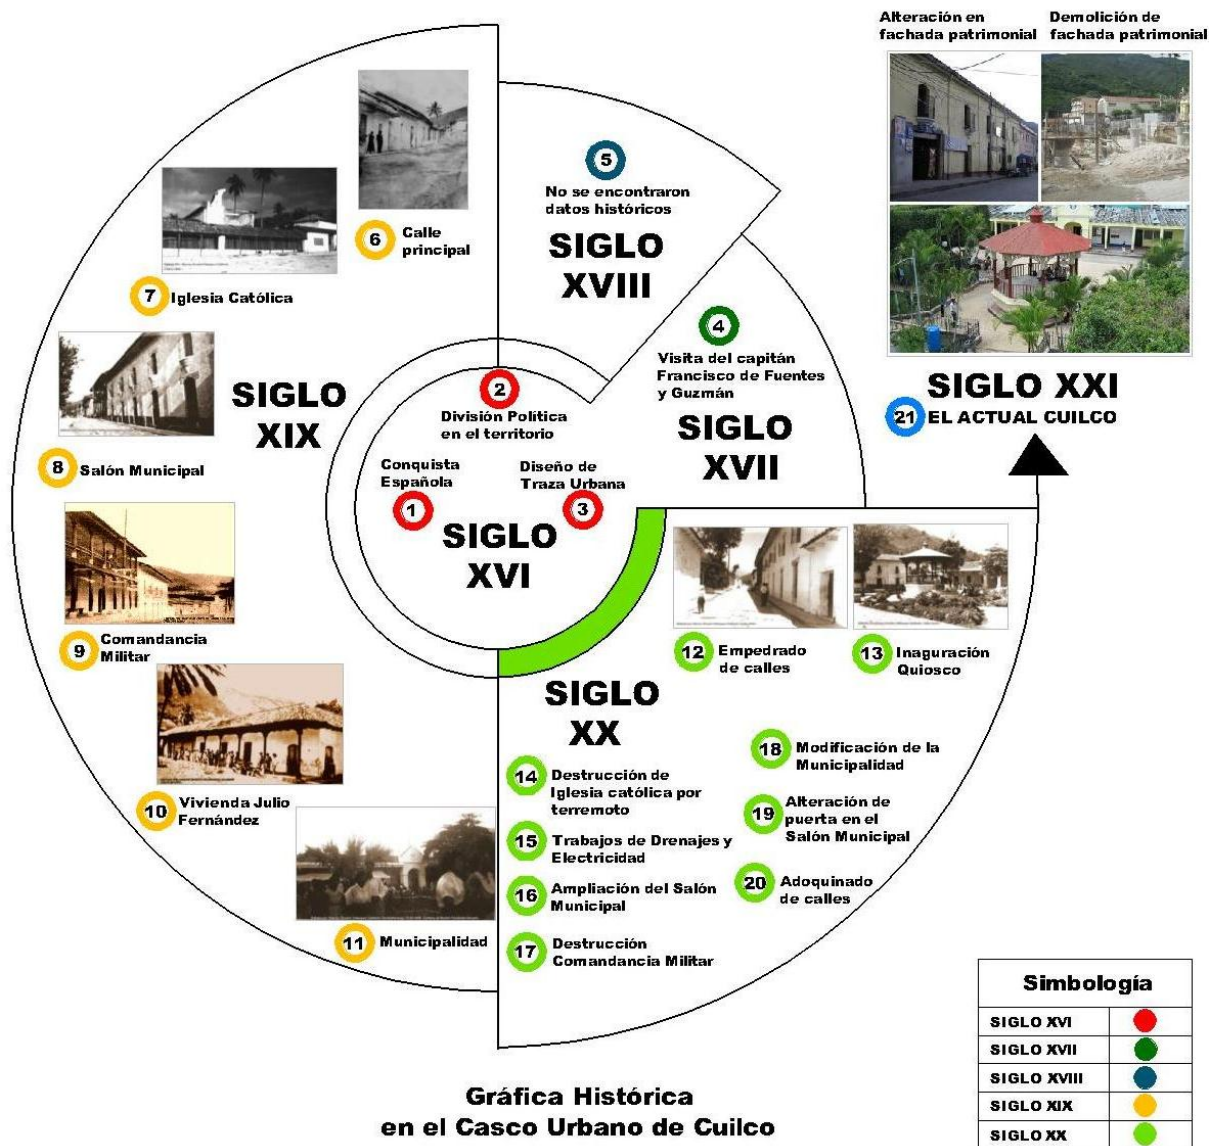 Alteración en
fachada patrimonial
Demolición de
fachada patrimonial
5
No se encontraron
datos históricos
SIGLO
XVIII
6
Calle
principal
7
Iglesia Católica
8
Salón Municipal
SIGLO
XIX
9
Comandancia
Militar
10
Vivienda Julio
Fernández
11
Municipalidad
4
Visita del capitán
Francisco de Fuentes
y Guzmán
SIGLO
XVII
2
División Política
en el territorio
Conquista
Española
1
Diseño de
Traza Urbana
3
SIGLO
XVI
SIGLO XXI
21
EL ACTUAL CUILCO
12
Empedrado
de calles
13
Inaguración
Quiosco
SIGLO
XX
14
Destrucción de
Iglesia católica por
terremoto
15
Trabajos de Drenajes y
Electricidad
16
Ampliación del Salón
Municipal
17
Destrucción
Comandancia Militar
18
Modificación de la
Municipalidad
19
Alteración de
puerta en el
Salón Municipal
20
Adoquinado
de calles
Simbología
SIGLO XVI
SIGLO XVII
SIGLO XVIII
SIGLO XIX
SIGLO XX
Gráfica Histórica
en el Casco Urbano de Cuilco